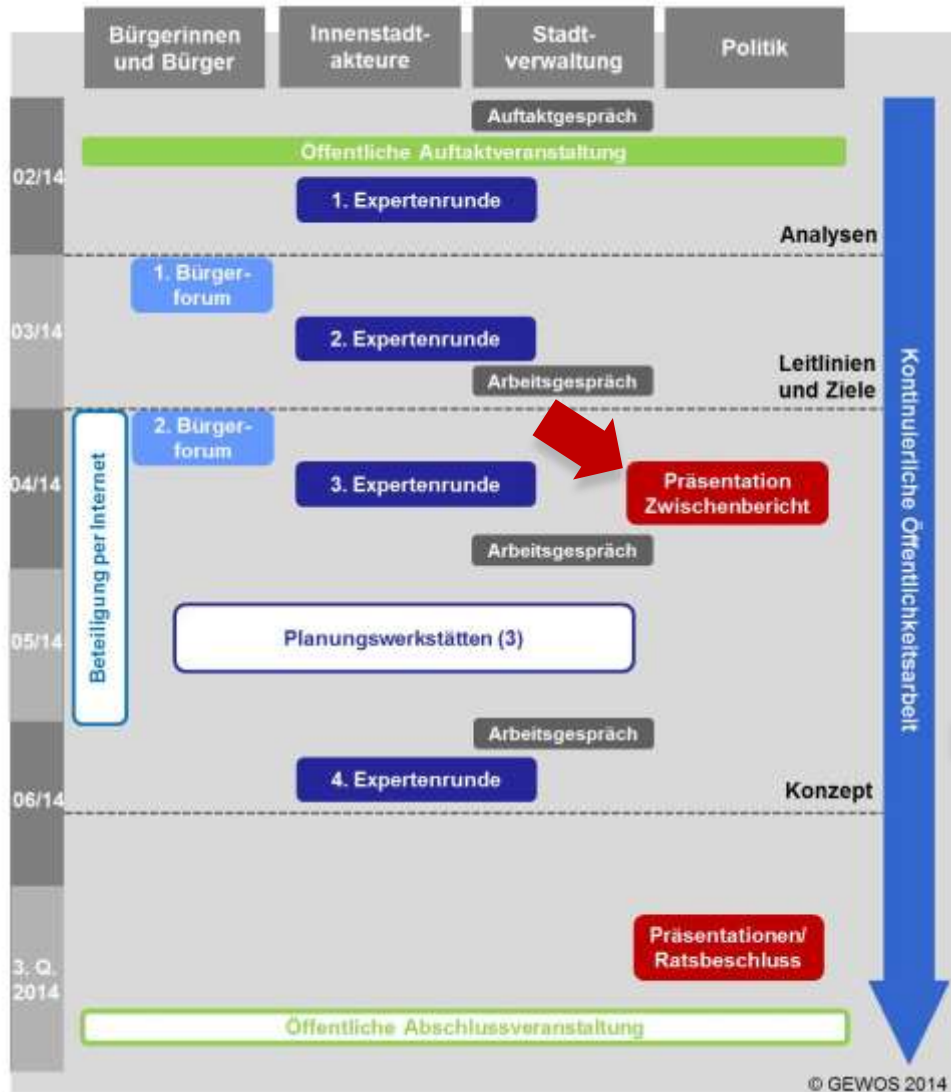 Bürgerinnen
und Bürger
Innenstadt-
akteure
Stadt-
verwaltung
Politik
Auftaktgespräch
Öffentliche Auftaktveranstaltung
02/14
1. Expertenrunde
Analysen
1. Bürger-
forum
03/14
2. Expertenrunde
Arbeitsgespräch
Leitlinien
und Ziele
2. Bürger-
forum
04/14
3. Expertenrunde
Präsentation
Zwischenbericht
Arbeitsgespräch
Beteiligung per Internet
05/14
Planungswerkstätten (3)
Kontinuierliche Öffentlichkeitsarbeit
Arbeitsgespräch
06/14
4. Expertenrunde
Konzept
Präsentationen/
Ratsbeschluss
3. Q.
2014
Öffentliche Abschlussveranstaltung
© GEWOS 2014